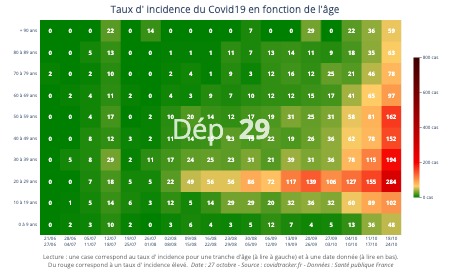 Taux d' incidence du Covid19 en fonction de l'âge
+ 90 ans 0 0 0 22 0 14 0 0 0 0 7 0 0 29 0 22 36 59
80 à 89 ans 0 0 5 13 0 0 1 1 1 11 7 13 14 11 9 18 35 63
70 à 79 ans 2 0 2 10 0 0 2 4 1 9 3 12 16 12 25 21 46 78
60 à 69 ans 0 2 4 11 2 0 4 3 9 7 10 12 12 15 17 41 65 97
50 à 59 ans 0 0 4 17 0 2 10 20 14 12 17 19 31 25 31 58 81 162
40 à 49 ans 0 0 8 12 3 2 11 14 22 19 26 36 62 78 152
30 à 39 ans 0 5 8 29 2 11 17 24 23 29 31 21 39 31 36 78 115 194
20 à 29 ans 0 0 7 18 5 5 22 49 56 56 86 72 117 139 106 127 155 284
10 à 19 ans 0 1 5 14 6 3 12 5 14 29 29 20 32 36 32 60 89 102
0 à 9 ans 0 2 3 10 2 0 3 6 4 4 4 5 12 7 4 5 36 48
Dép. 29
21/06 28/06 05/07 12/07 19/07 26/07 02/08 09/08 16/08 23/08 30/08 06/09 13/09 20/09 27/09 04/10 11/10 18/10
27/06 04/07 11/07 18/07 25/07 01/08 08/08 15/08 22/08 29/08 05/09 12/09 19/09 26/09 03/10 10/10 17/10 24/10
800 cas
600 cas
400 cas
200 cas
0 cas
Lecture : une case correspond au taux d' incidence pour une tranche d'âge (à lire à gauche) et à une date donnée (à lire en bas).
Du rouge correspond à un taux d' incidence élevé. Date : 27 octobre - Source : covidtracker.fr - Données : Santé publique France